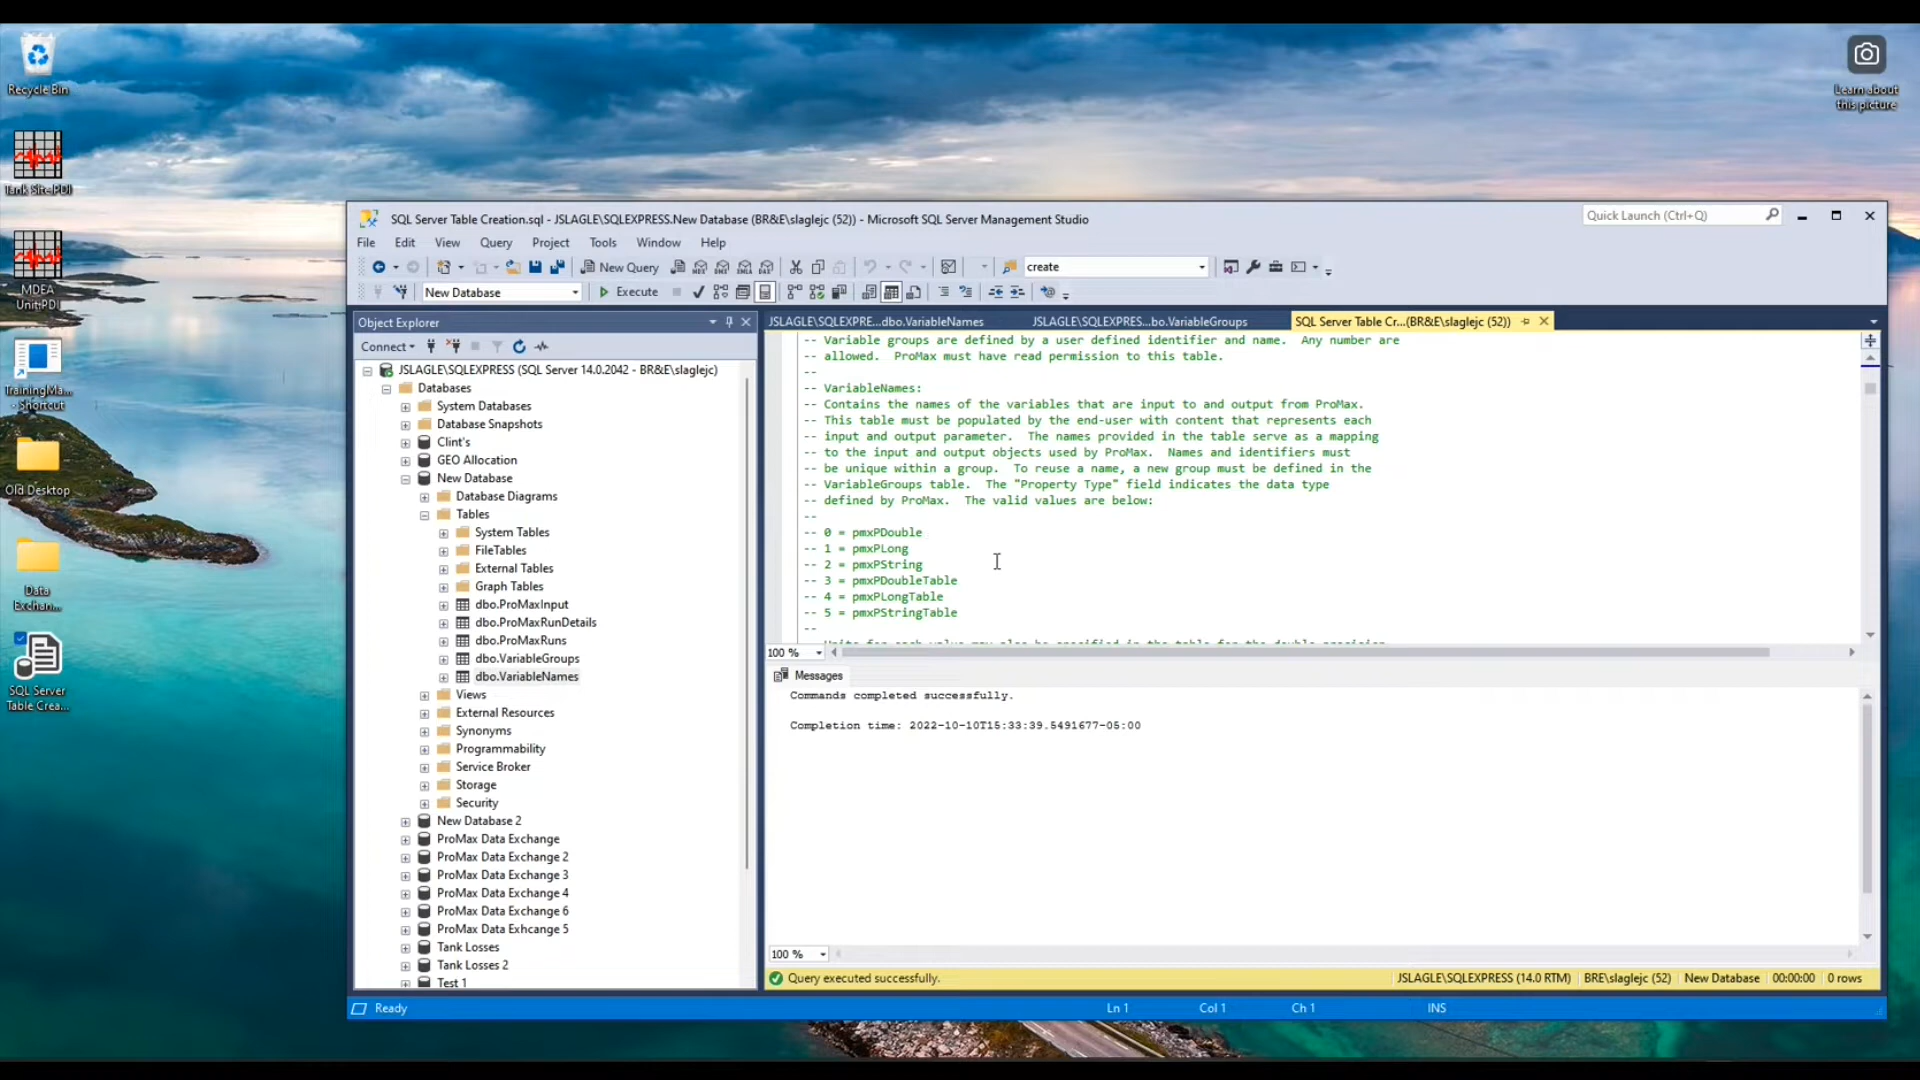 Recycle Bin
Tank Site.PDI
MDEA
Unit.PDI
TrainingMa...
- Shortcut
Old Desktop
Data
Exchan...
SQL Server
Table Crea...
Learn about
this picture
SQL Server Table Creation.sql - JSLAGLE\SQLEXPRESS.New Database (BR&E\slaglejc (52)) - Microsoft SQL Server Management Studio
Quick Launch (Ctrl+Q)
File Edit View Query Project Tools Window Help
New Query
create
New Database
Execute
Object Explorer
Connect
JSLAGLE\SQLEXPRESS (SQL Server 14.0.2042 - BR&E\slaglejc)
Databases
System Databases
Database Snapshots
Clint's
GEO Allocation
New Database
Database Diagrams
Tables
System Tables
FileTables
External Tables
Graph Tables
dbo.ProMaxInput
dbo.ProMaxRunDetails
dbo.ProMaxRuns
dbo.VariableGroups
dbo.VariableNames
Views
External Resources
Synonyms
Programmability
Service Broker
Storage
Security
New Database 2
ProMax Data Exchange
ProMax Data Exchange 2
ProMax Data Exchange 3
ProMax Data Exchange 4
ProMax Data Exchange 6
ProMax Data Exhcange 5
Tank Losses
Tank Losses 2
Test 1
JSLAGLE\SQLEXPRE...dbo.VariableNames
JSLAGLE\SQLEXPRES...bo.VariableGroups
SQL Server Table Cr...(BR&E\slaglejc (52))
-- Variable groups are defined by a user defined identifier and name. Any number are
-- allowed. ProMax must have read permission to this table.
--
-- VariableNames:
-- Contains the names of the variables that are input to and output from ProMax.
-- This table must be populated by the end-user with content that represents each
-- input and output parameter. The names provided in the table serve as a mapping
-- to the input and output objects used by ProMax. Names and identifiers must
-- be unique within a group. To reuse a name, a new group must be defined in the
-- VariableGroups table. The "Property Type" field indicates the data type
-- defined by ProMax. The valid values are below:
--
-- 0 = pmxPDouble
-- 1 = pmxPLong
-- 2 = pmxPString
-- 3 = pmxPDoubleTable
-- 4 = pmxPLongTable
-- 5 = pmxPStringTable
--
100 %
Messages
Commands completed successfully.
Completion time: 2022-10-10T15:33:39.5491677-05:00
100 %
Query executed successfully.
JSLAGLE\SQLEXPRESS (14.0 RTM) BRE\slaglejc (52) New Database 00:00:00 0 rows
Ready
Ln 1 Col 1 Ch 1 INS